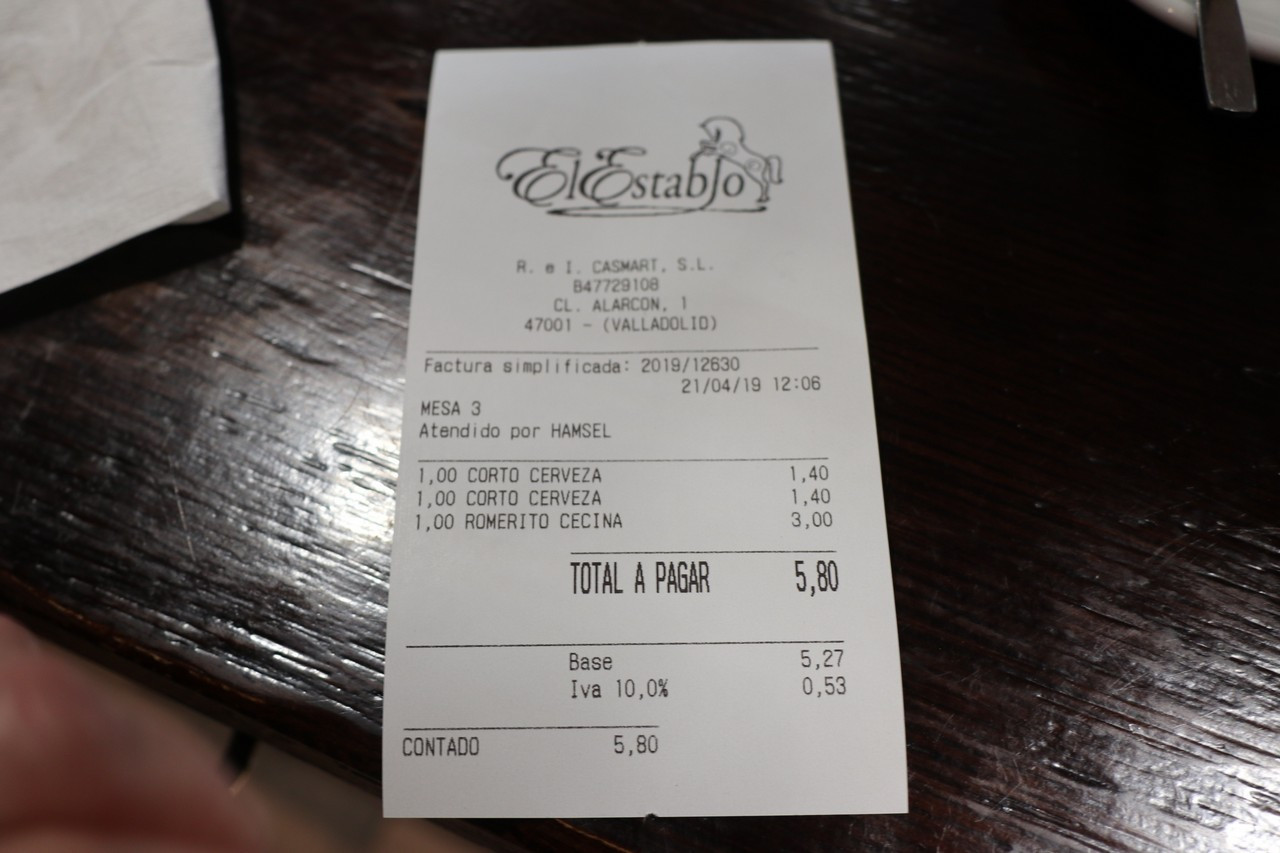 El Establo
R. e I. CASMART, S.L.
B47729108
CL. ALARCON, 1
47001 - (VALLADOLID)
Factura simplificada: 2019/12630
21/04/19 12:06
MESA 3
Atendido por HAMSEL
1,00 CORTO CERVEZA 1,40
1,00 CORTO CERVEZA 1,40
1,00 ROMERITO CECINA 3,00
TOTAL A PAGAR 5,80
Base 5,27
Iva 10,0% 0,53
CONTADO 5,80